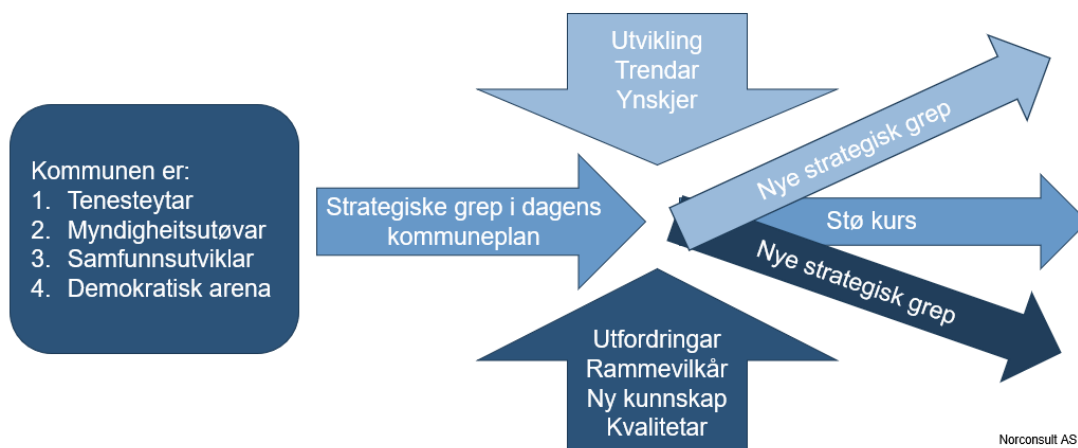 Kommunen er:
1. Tenesteytar
2. Myndigheitsutøvar
3. Samfunnsutviklar
4. Demokratisk arena
Strategiske grep i dagens
kommuneplan
Utvikling
Trendar
Ynskjer
Nye strategisk grep
Stø kurs
Nye strategisk grep
Utfordringar
Rammevilkår
Ny kunnskap
Kvalitetar
Norconsult AS